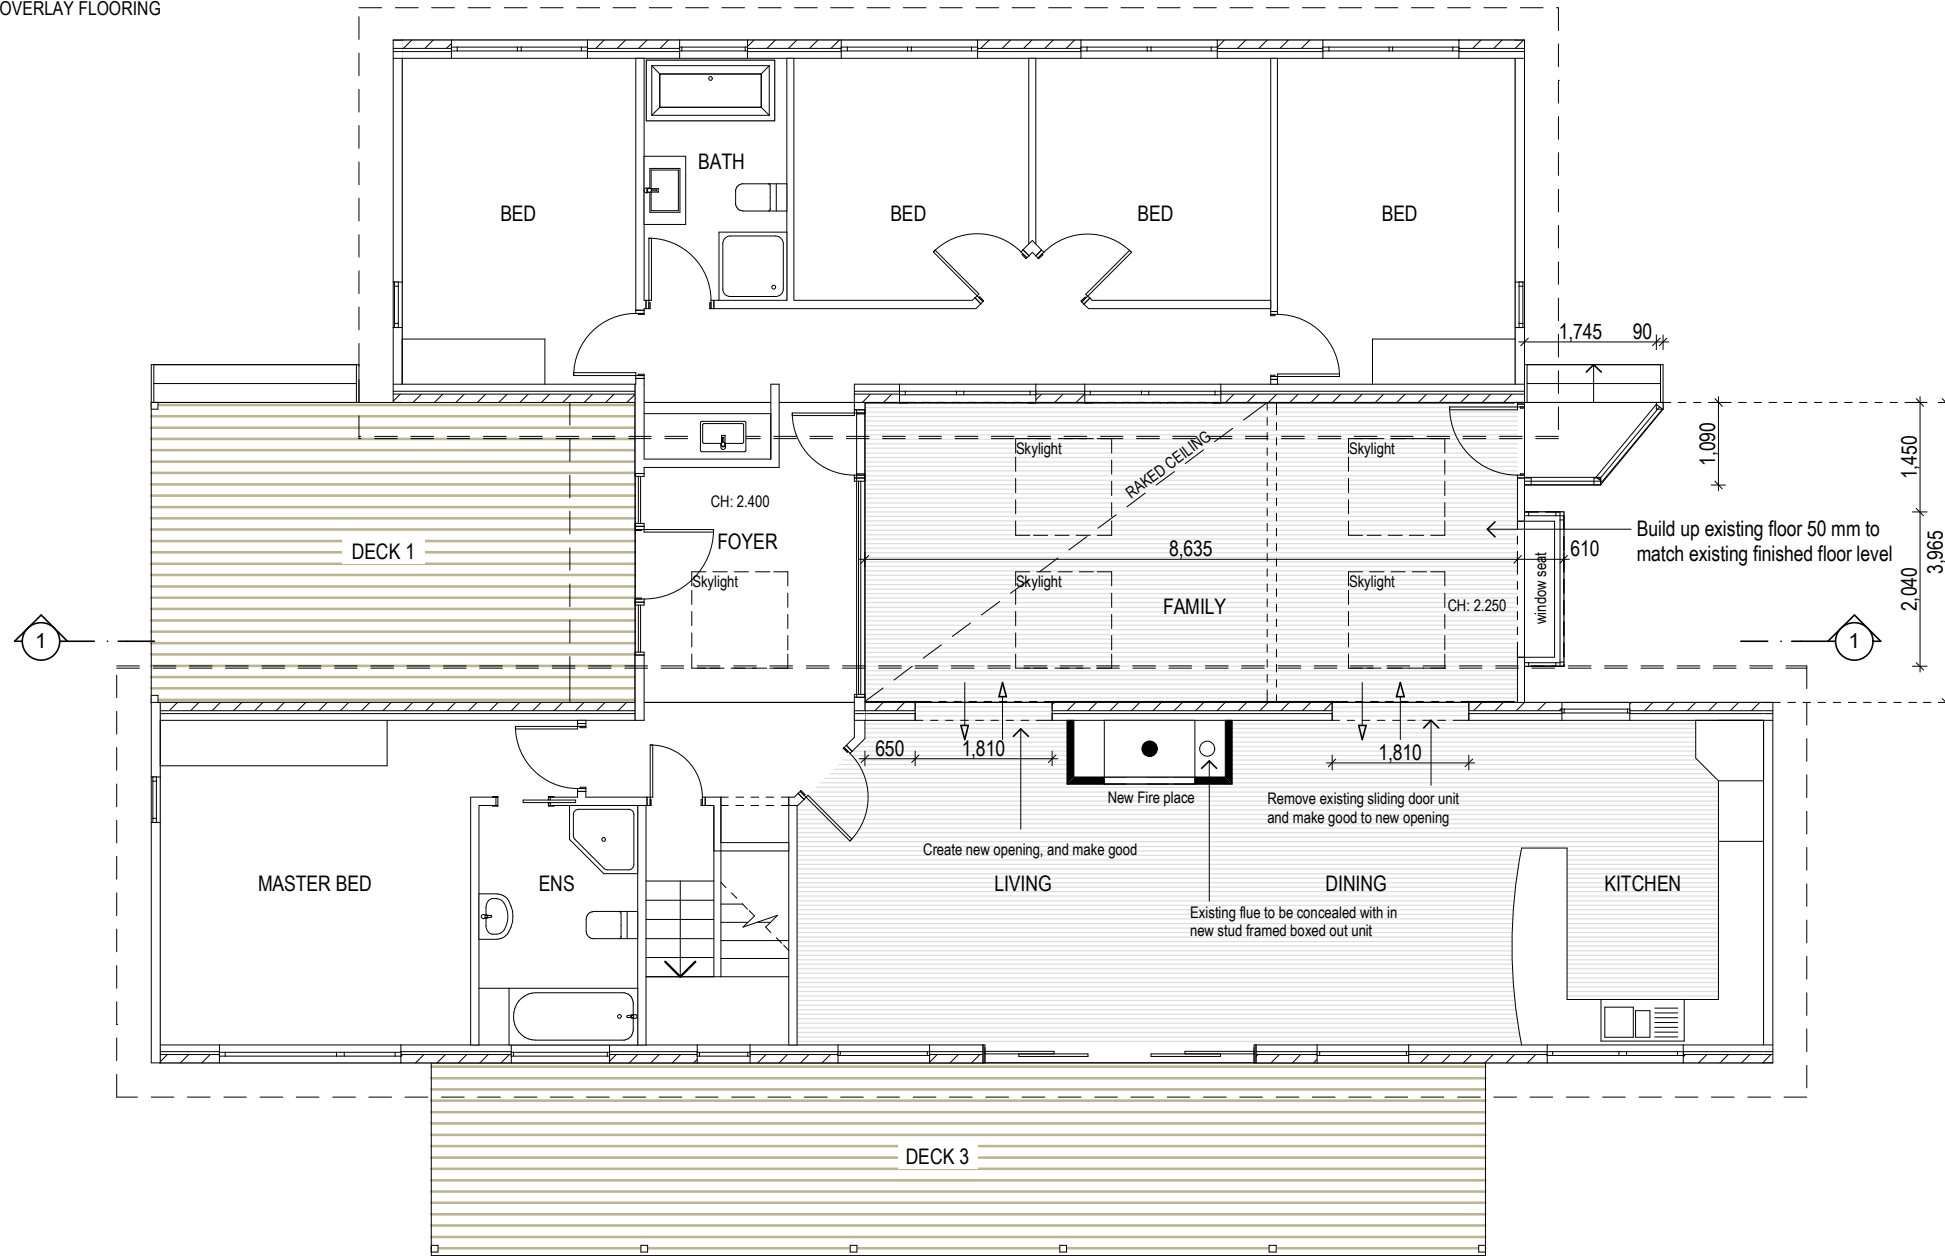 OVERLAY FLOORING
BATH
BED
BED
BED
BED
1,745
90
Skylight
RAKED CEILING
Skylight
1,090
1,450
CH: 2.400
FOYER
DECK 1
8,635
610
Build up existing floor 50 mm to
match existing finished floor level
3,965
Skylight
Skylight
Skylight
window seat
2,040
FAMILY
CH: 2.250
1
1
650
1,810
1,810
New Fire place
Remove existing sliding door unit
and make good to new opening
Create new opening, and make good
MASTER BED
ENS
LIVING
DINING
KITCHEN
Existing flue to be concealed with in
new stud framed boxed out unit
DECK 3